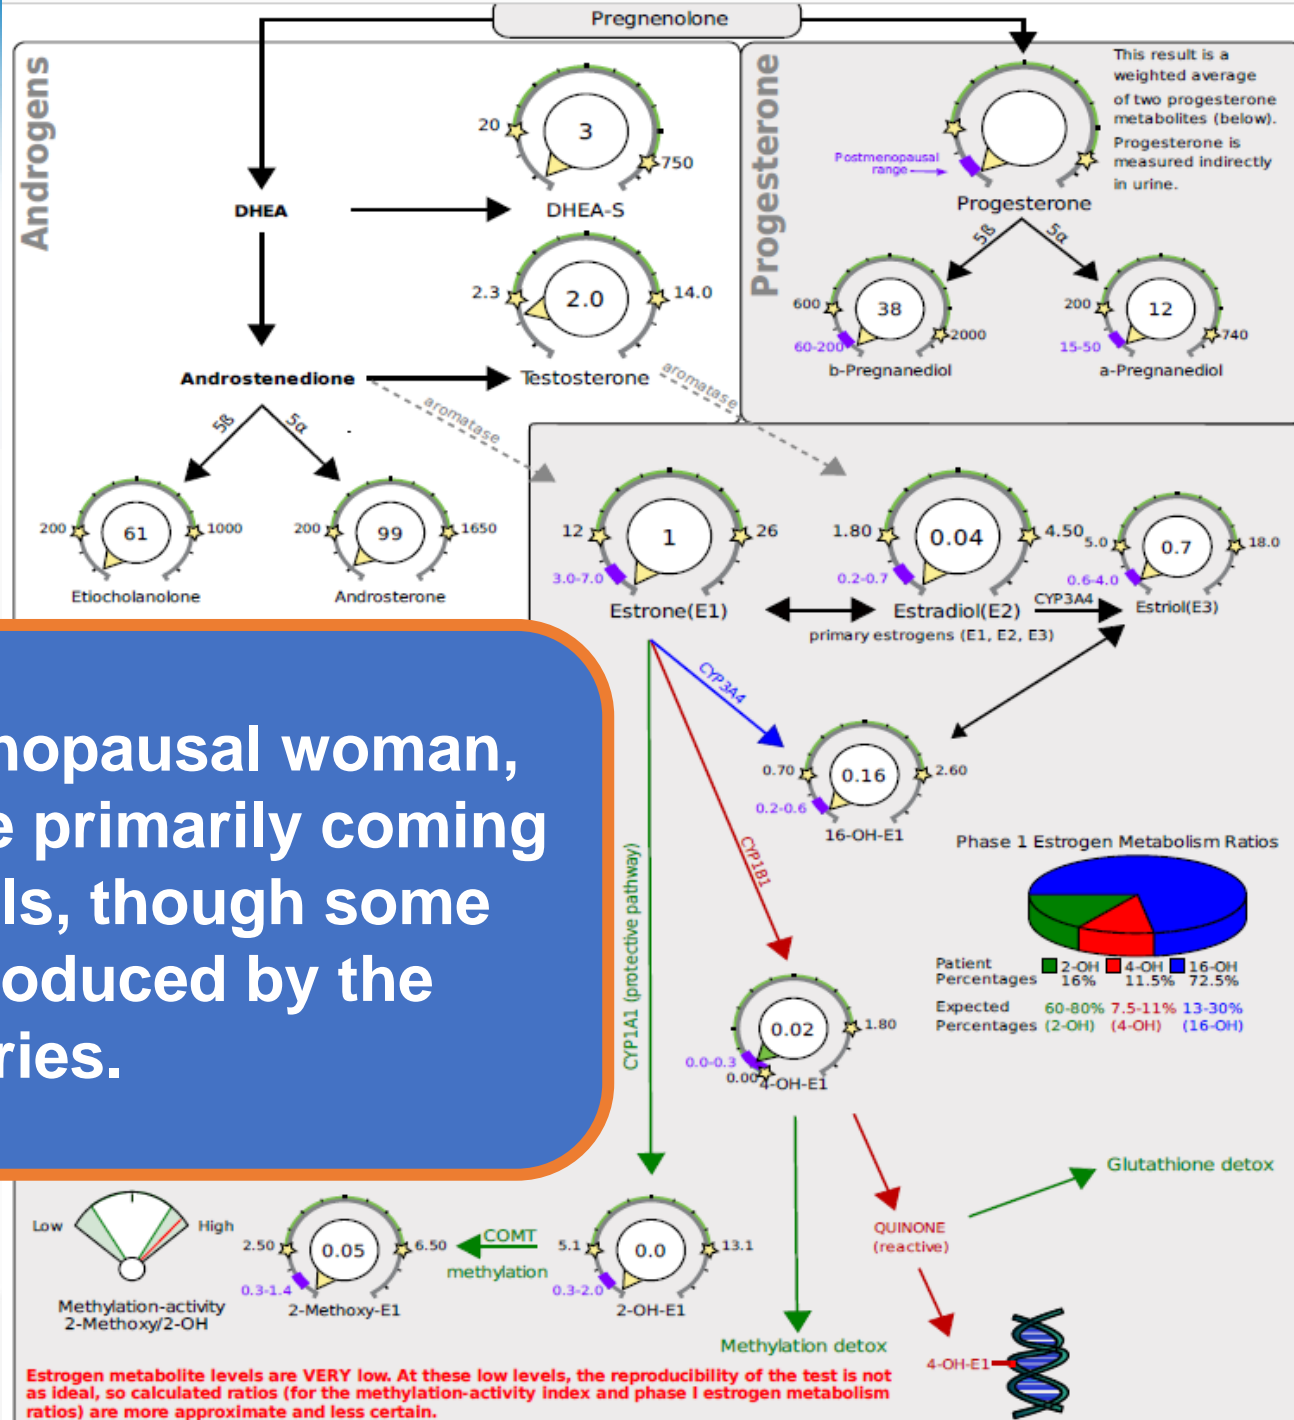 Pregnenolone
Androgens
20
3
750
DHEA
DHEA-S
2.3
2.0
14.0
Androstenedione
Testosterone
aromatase
aromatase
5ß
5α
200
61
1000
Etiocholanolone
200
99
1650
Androsterone
Progesterone
This result is a
weighted average
of two progesterone
metabolites (below).
Progesterone is
measured indirectly
in urine.
Postmenopausal
range
Progesterone
5ß
5α
600
38
2000
60-200
b-Pregnanediol
200
12
740
15-50
a-Pregnanediol
12
1
26
3.0-7.0
Estrone(E1)
1.80
0.04
4.50
0.2-0.7
Estradiol(E2)
CYP3A4
5.0
0.7
18.0
0.6-4.0
Estriol(E3)
primary estrogens (E1, E2, E3)
CYP3A4
0.70
0.16
2.60
0.2-0.6
16-OH-E1
CYP1B1
CYP1A1 (protective pathway)
nopausal woman,
e primarily coming
ls, though some
oduced by the
ries.
Phase 1 Estrogen Metabolism Ratios
Patient 2-OH 4-OH 16-OH
Percentages 16% 11.5% 72.5%
Expected 60-80% 7.5-11% 13-30%
Percentages (2-OH) (4-OH) (16-OH)
0.02
1.80
0.0-0.3
0.00
4-OH-E1
Glutathione detox
QUINONE
(reactive)
4-OH-E1
Methylation detox
Low
High
Methylation-activity
2-Methoxy/2-OH
2.50
0.05
6.50
0.3-1.4
2-Methoxy-E1
COMT
methylation
5.1
0.0
13.1
0.3-2.0
2-OH-E1
Estrogen metabolite levels are VERY low. At these low levels, the reproducibility of the test is not
as ideal, so calculated ratios (for the methylation-activity index and phase I estrogen metabolism
ratios) are more approximate and less certain.